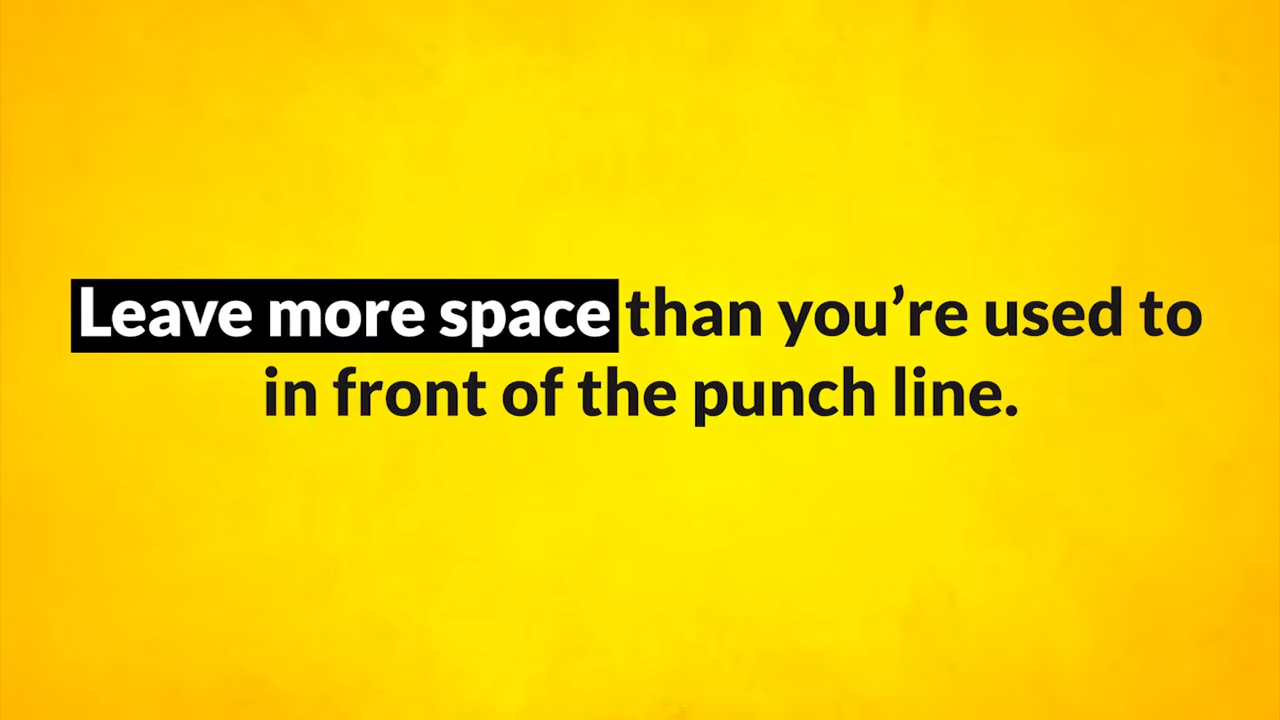 Leave more space than you’re used to
in front of the punch line.